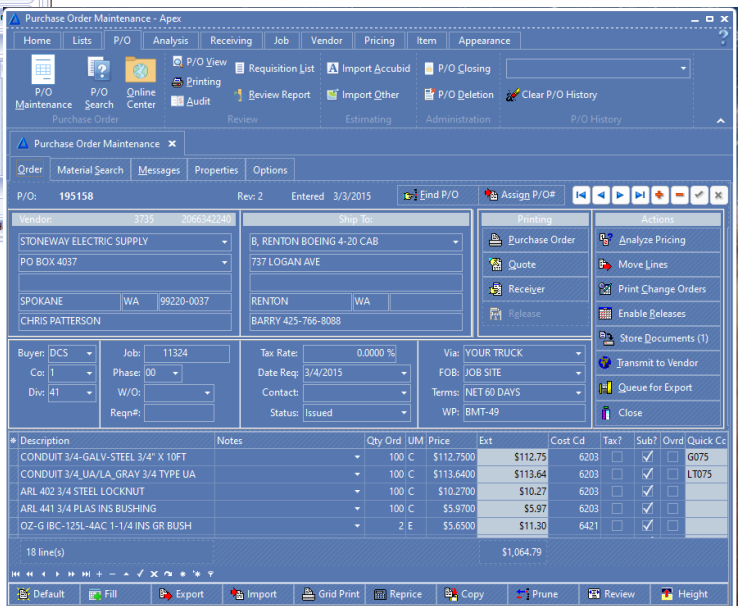 Purchase Order Maintenance - Apex
Home Lists P/O Analysis Receiving Job Vendor Pricing Item Appearance ?
P/O Maintenance P/O Search Online Center P/O View Printing Audit
Requisition List Review Report
Import Accubid Import Other
P/O Closing P/O Deletion
Clear P/O History
Purchase Order Review Estimating Administration P/O History
Purchase Order Maintenance
Order Material Search Messages Properties Options
P/O: 195158 Rev: 2 Entered 3/3/2015 Find P/O Assign P/O#
Vendor: 3735 2066342240
STONEWAY ELECTRIC SUPPLY
PO BOX 4037
SPOKANE WA 99220-0037
CHRIS PATTERSON
Ship To:
B, RENTON BOEING 4-20 CAB
737 LOGAN AVE
RENTON WA
BARRY 425-766-8088
Printing
Purchase Order
Quote
Receiver
Release
Actions
Analyze Pricing
Move Lines
Print Change Orders
Enable Releases
Store Documents (1)
Transmit to Vendor
Queue for Export
Close
Buyer: DCS Job: 11324 Tax Rate: 0.0000 % Via: YOUR TRUCK
Co: 1 Phase: 00 Date Req: 3/4/2015 FOB: JOB SITE
Div: 41 W/O: Contact: Terms: NET 60 DAYS
Reqn#: Status: Issued WP: BMT-49
* Description Notes Qty Ord UM Price Ext Cost Cd Tax? Sub? Ovrd Quick Cc
CONDUIT 3/4-GALV-STEEL 3/4" X 10FT 100 C $112.7500 $112.75 6203 G075
CONDUIT 3/4_UA/LA_GRAY 3/4 TYPE UA 100 C $113.6400 $113.64 6203 LT075
ARL 402 3/4 STEEL LOCKNUT 100 C $10.2700 $10.27 6203
ARL 441 3/4 PLAS INS BUSHING 100 C $5.9700 $5.97 6203
OZ-G IBC-125L-4AC 1-1/4 INS GR BUSH 2 E $5.6500 $11.30 6421
18 line(s) $1,064.79
Default Fill Export Import Grid Print Reprice Copy Prune Review Height